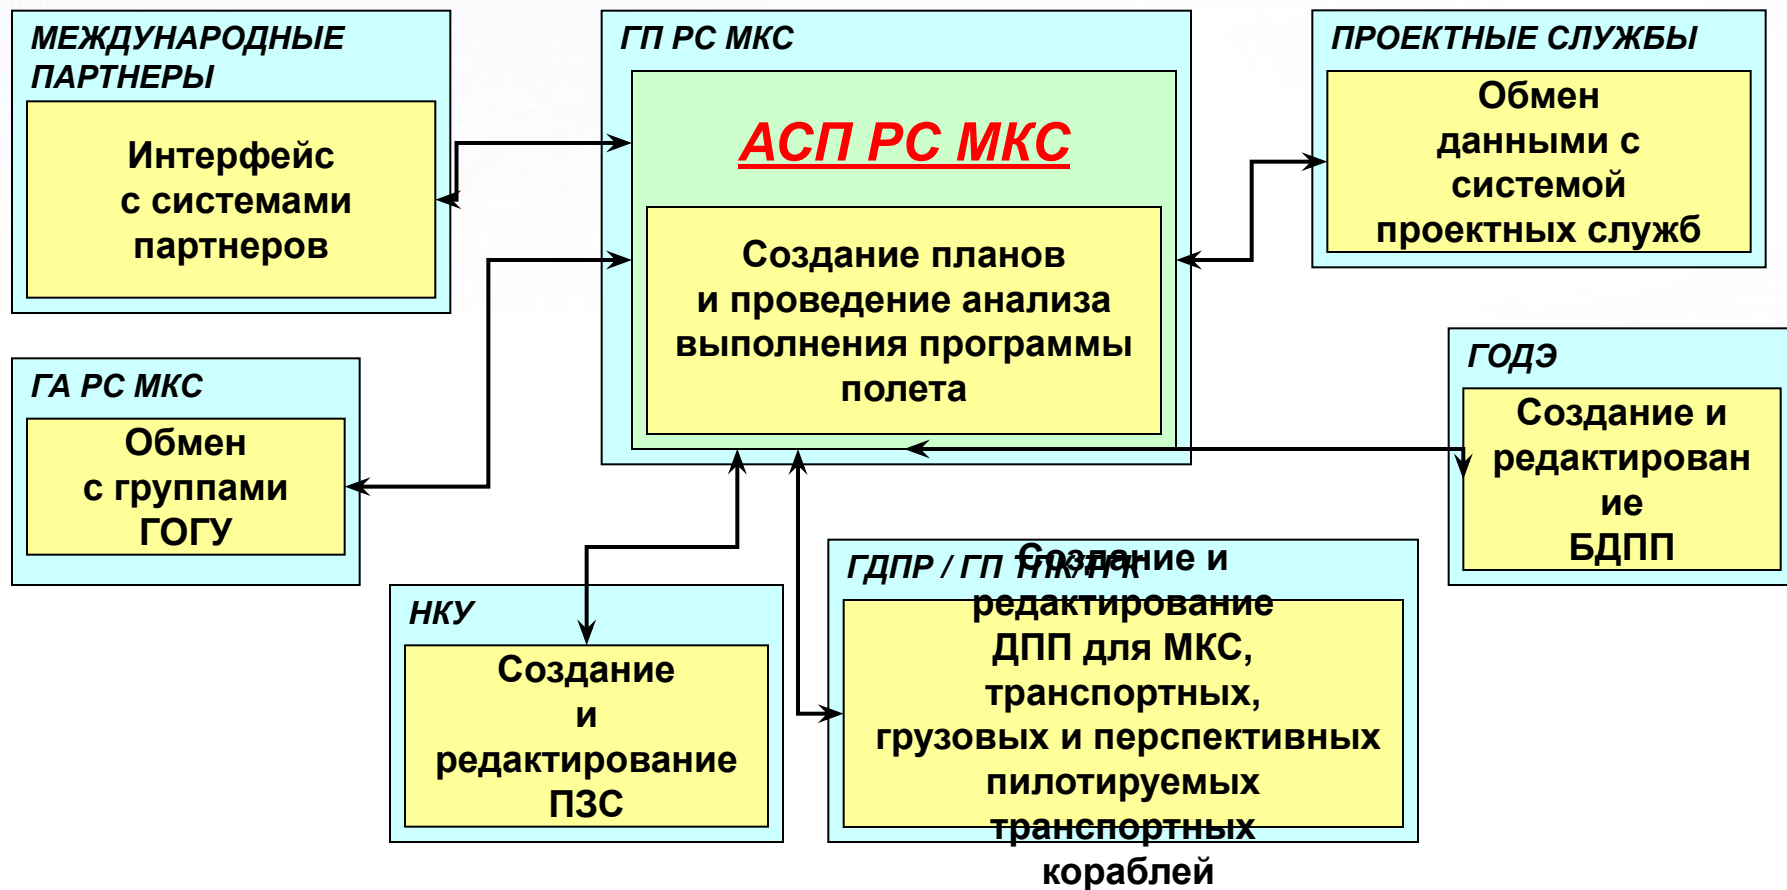 МЕЖДУНАРОДНЫЕ
ПАРТНЕРЫ
Интерфейс
с системами
партнеров
ГП РС МКС
АСП РС МКС
Создание планов
и проведение анализа
выполнения программы
полета
ПРОЕКТНЫЕ СЛУЖБЫ
Обмен
данными с
системой
проектных служб
ГА РС МКС
Обмен
с группами
ГОГУ
ГОДЭ
Создание и
редактирован
ие
БДПП
НКУ
Создание
и
редактирование
ПЗС
ГДПР / ГП ТПК/ТГК
Создание и
редактирование
ДПП для МКС,
транспортных,
грузовых и перспективных
пилотируемых
транспортных
кораблей